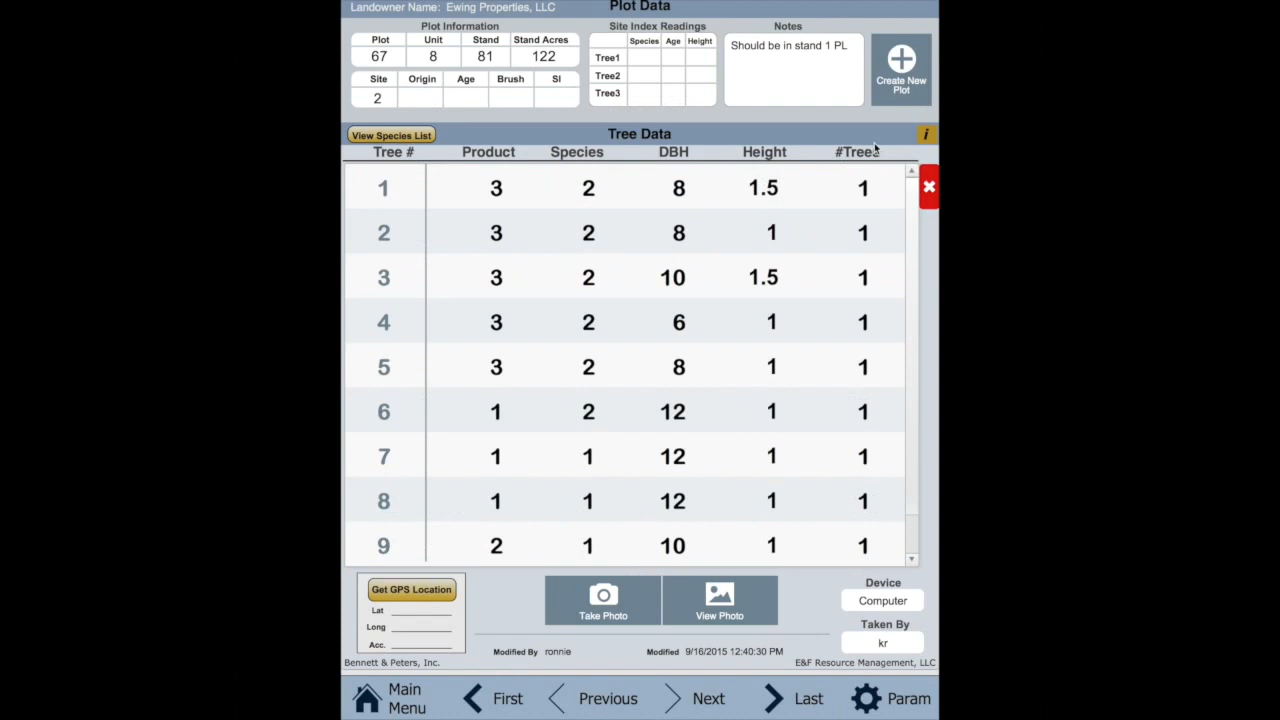 Landowner Name: Ewing Properties, LLC
Plot Data
Plot Information
Site Index Readings
Notes
Plot Unit Stand Stand Acres
67 8 81 122
Site Origin Age Brush SI
2
Species Age Height
Tree1
Tree2
Tree3
Should be in stand 1 PL
Create New
Plot
View Species List
Tree Data
i
Tree # Product Species DBH Height #Trees
1 3 2 8 1.5 1
2 3 2 8 1 1
3 3 2 10 1.5 1
4 3 2 6 1 1
5 3 2 8 1 1
6 1 2 12 1 1
7 1 1 12 1 1
8 1 1 12 1 1
9 2 1 10 1 1
Get GPS Location
Lat
Long
Acc.
Take Photo
View Photo
Device
Computer
Taken By
kr
Modified By ronnie
Modified 9/16/2015 12:40:30 PM
Bennett & Peters, Inc.
E&F Resource Management, LLC
Main
Menu
First
Previous
Next
Last
Param